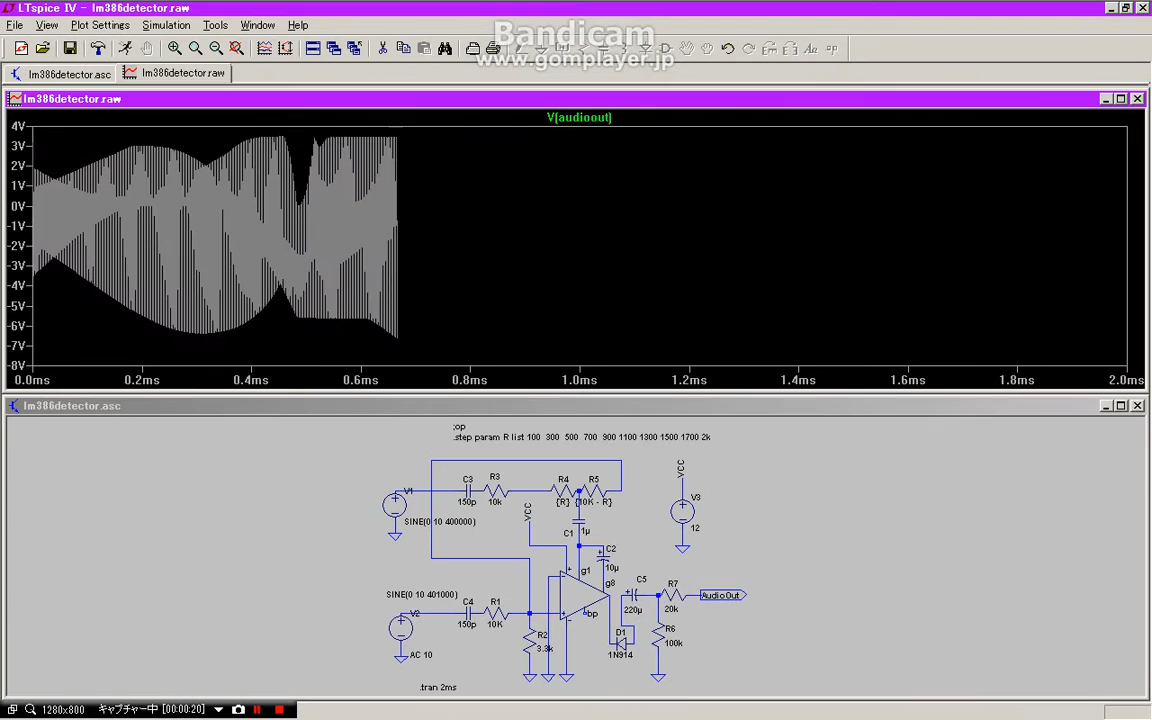 LTspice IV - lm386detector.raw
File View Plot Settings Simulation Tools Window Help
Bandicam
www.gomplayer.jp
lm386detector.asc lm386detector.raw
lm386detector.raw
V(audioout)
4V
3V
2V
1V
0V
-1V
-2V
-3V
-4V
-5V
-6V
-7V
-8V
0.0ms 0.2ms 0.4ms 0.6ms 0.8ms 1.0ms 1.2ms 1.4ms 1.6ms 1.8ms 2.0ms
lm386detector.asc
;op
.step param R list 100 300 500 700 900 1100 1300 1500 1700 2k
C3 R3 R4 R5 VCC
V1 150p 10k {R} {10K - R} V3
SINE(0 10 400000) VCC C1 1µ 12
C2
10µ
g1
g8
SINE(0 10 401000) C5 R7
C4 R1 AudioOut
V2 150p 10K bp 220µ 20k
R2 D1 R6
3.3k 100k
AC 10 1N914
.tran 2ms
1280x800 キャプチャー中 [00:00:20]